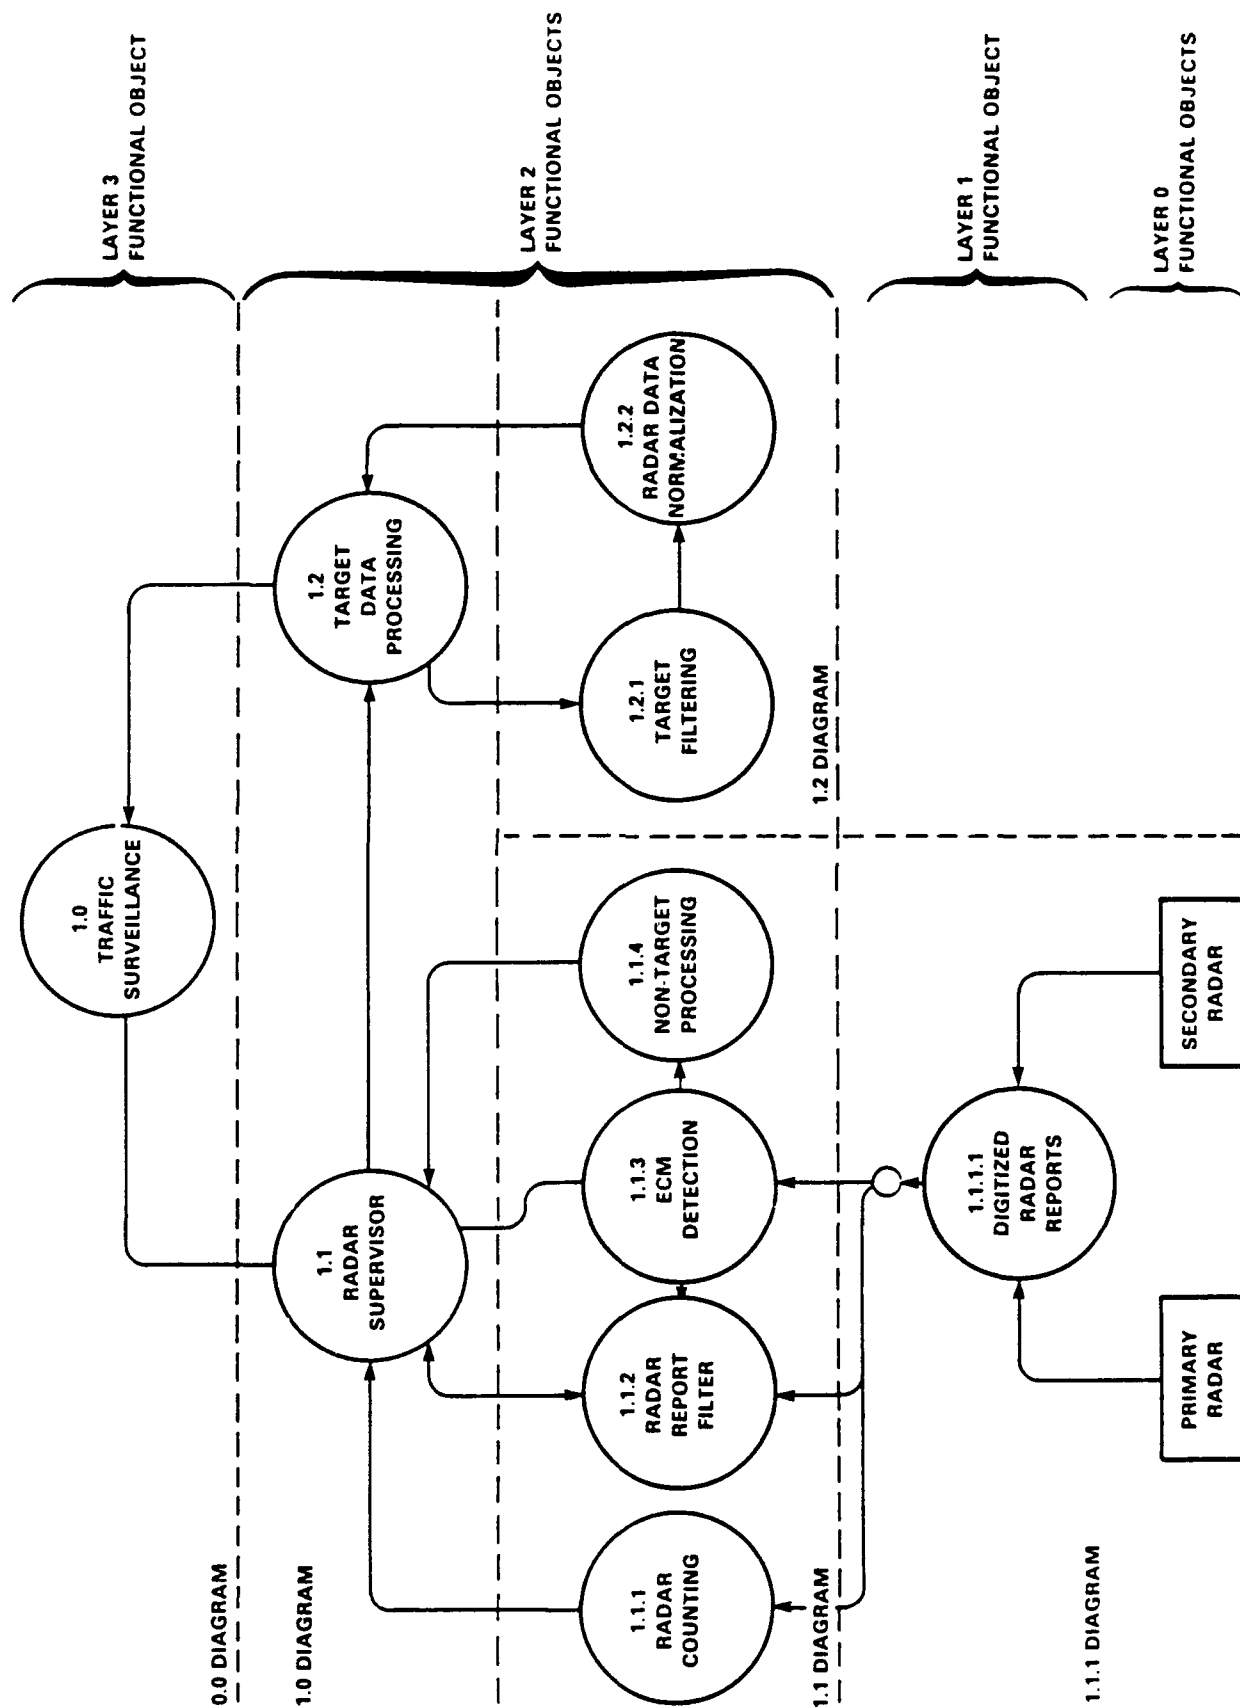 LAYER 3
FUNCTIONAL OBJECT
LAYER 2
FUNCTIONAL OBJECTS
LAYER 1
FUNCTIONAL OBJECT
LAYER 0
FUNCTIONAL OBJECTS
1.0
TRAFFIC
SURVEILLANCE
0.0 DIAGRAM
1.0 DIAGRAM
1.1
RADAR
SUPERVISOR
1.2
TARGET
DATA
PROCESSING
1.1.1
RADAR
COUNTING
1.1.2
RADAR
REPORT
FILTER
1.1.3
ECM
DETECTION
1.1.4
NON-TARGET
PROCESSING
1.2.1
TARGET
FILTERING
1.2.2
RADAR DATA
NORMALIZATION
1.1 DIAGRAM
1.2 DIAGRAM
1.1.1.1
DIGITIZED
RADAR
REPORTS
1.1.1 DIAGRAM
PRIMARY
RADAR
SECONDARY
RADAR